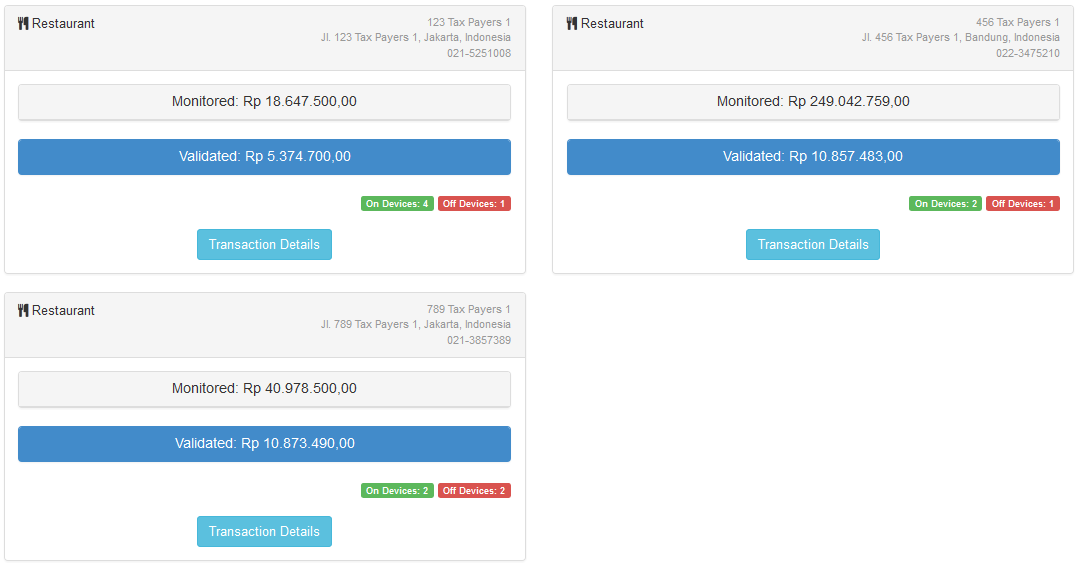 Restaurant
123 Tax Payers 1
Jl. 123 Tax Payers 1, Jakarta, Indonesia
021-5251008
Monitored: Rp 18.647.500,00
Validated: Rp 5.374.700,00
On Devices: 4 Off Devices: 1
Transaction Details
Restaurant
456 Tax Payers 1
Jl. 456 Tax Payers 1, Bandung, Indonesia
022-3475210
Monitored: Rp 249.042.759,00
Validated: Rp 10.857.483,00
On Devices: 2 Off Devices: 1
Transaction Details
Restaurant
789 Tax Payers 1
Jl. 789 Tax Payers 1, Jakarta, Indonesia
021-3857389
Monitored: Rp 40.978.500,00
Validated: Rp 10.873.490,00
On Devices: 2 Off Devices: 2
Transaction Details